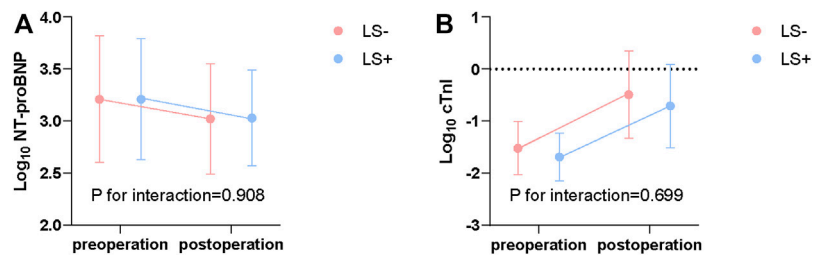 A
Log10 NT-proBNP
4.0
3.5
3.0
2.5
2.0
P for interaction=0.908
preoperation postoperation
LS-
LS+
B
Log10 cTnI
1
0
-1
-2
-3
P for interaction=0.699
preoperation postoperation
LS-
LS+